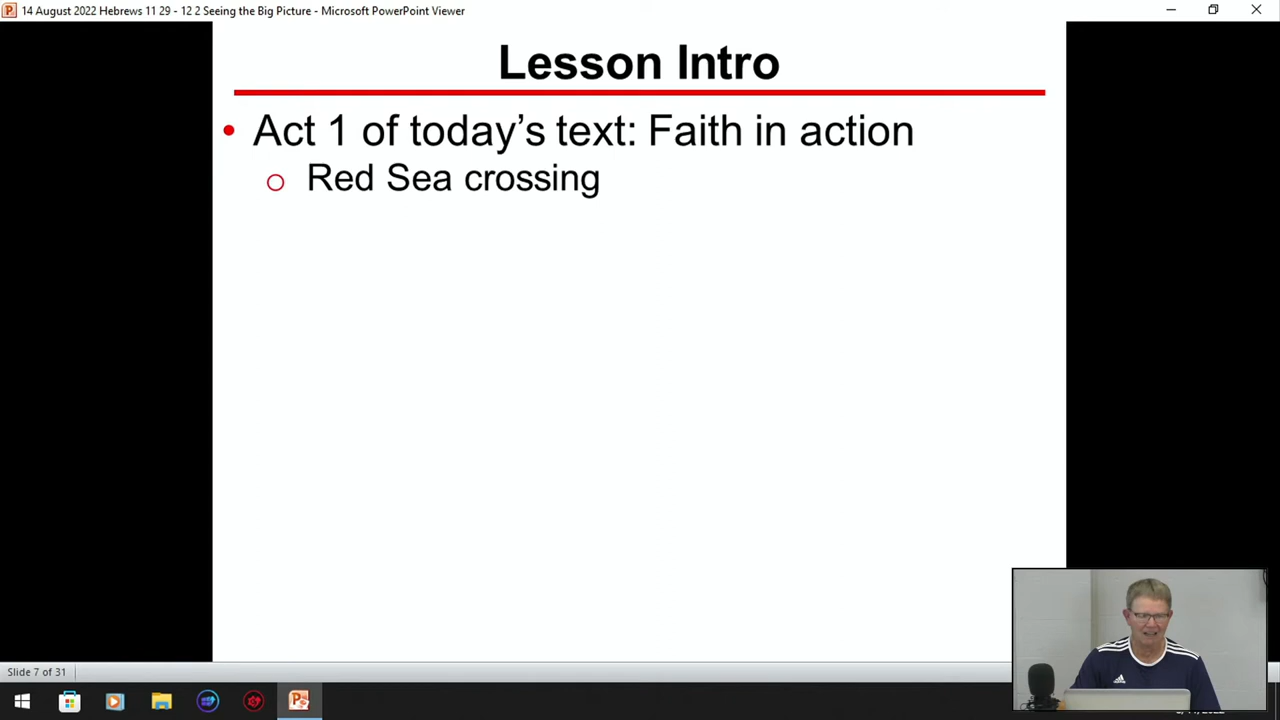 14 August 2022 Hebrews 11 29 - 12 2 Seeing the Big Picture - Microsoft PowerPoint Viewer
Lesson Intro
• Act 1 of today’s text: Faith in action
○ Red Sea crossing
Slide 7 of 31